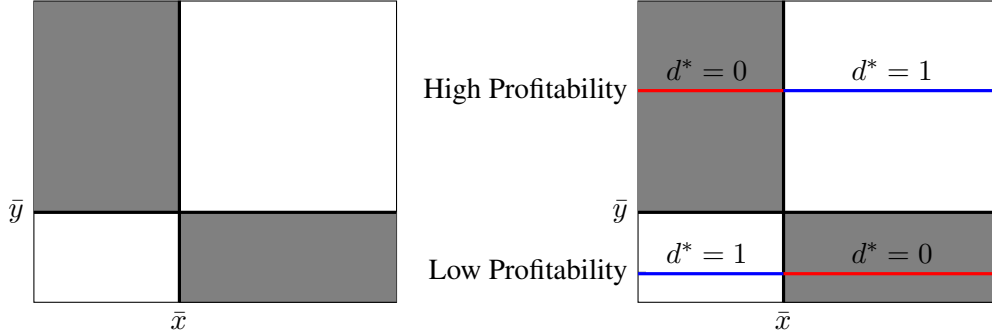 ȳ
x̄
High Profitability
d* = 0
d* = 1
ȳ
Low Profitability
d* = 1
d* = 0
x̄